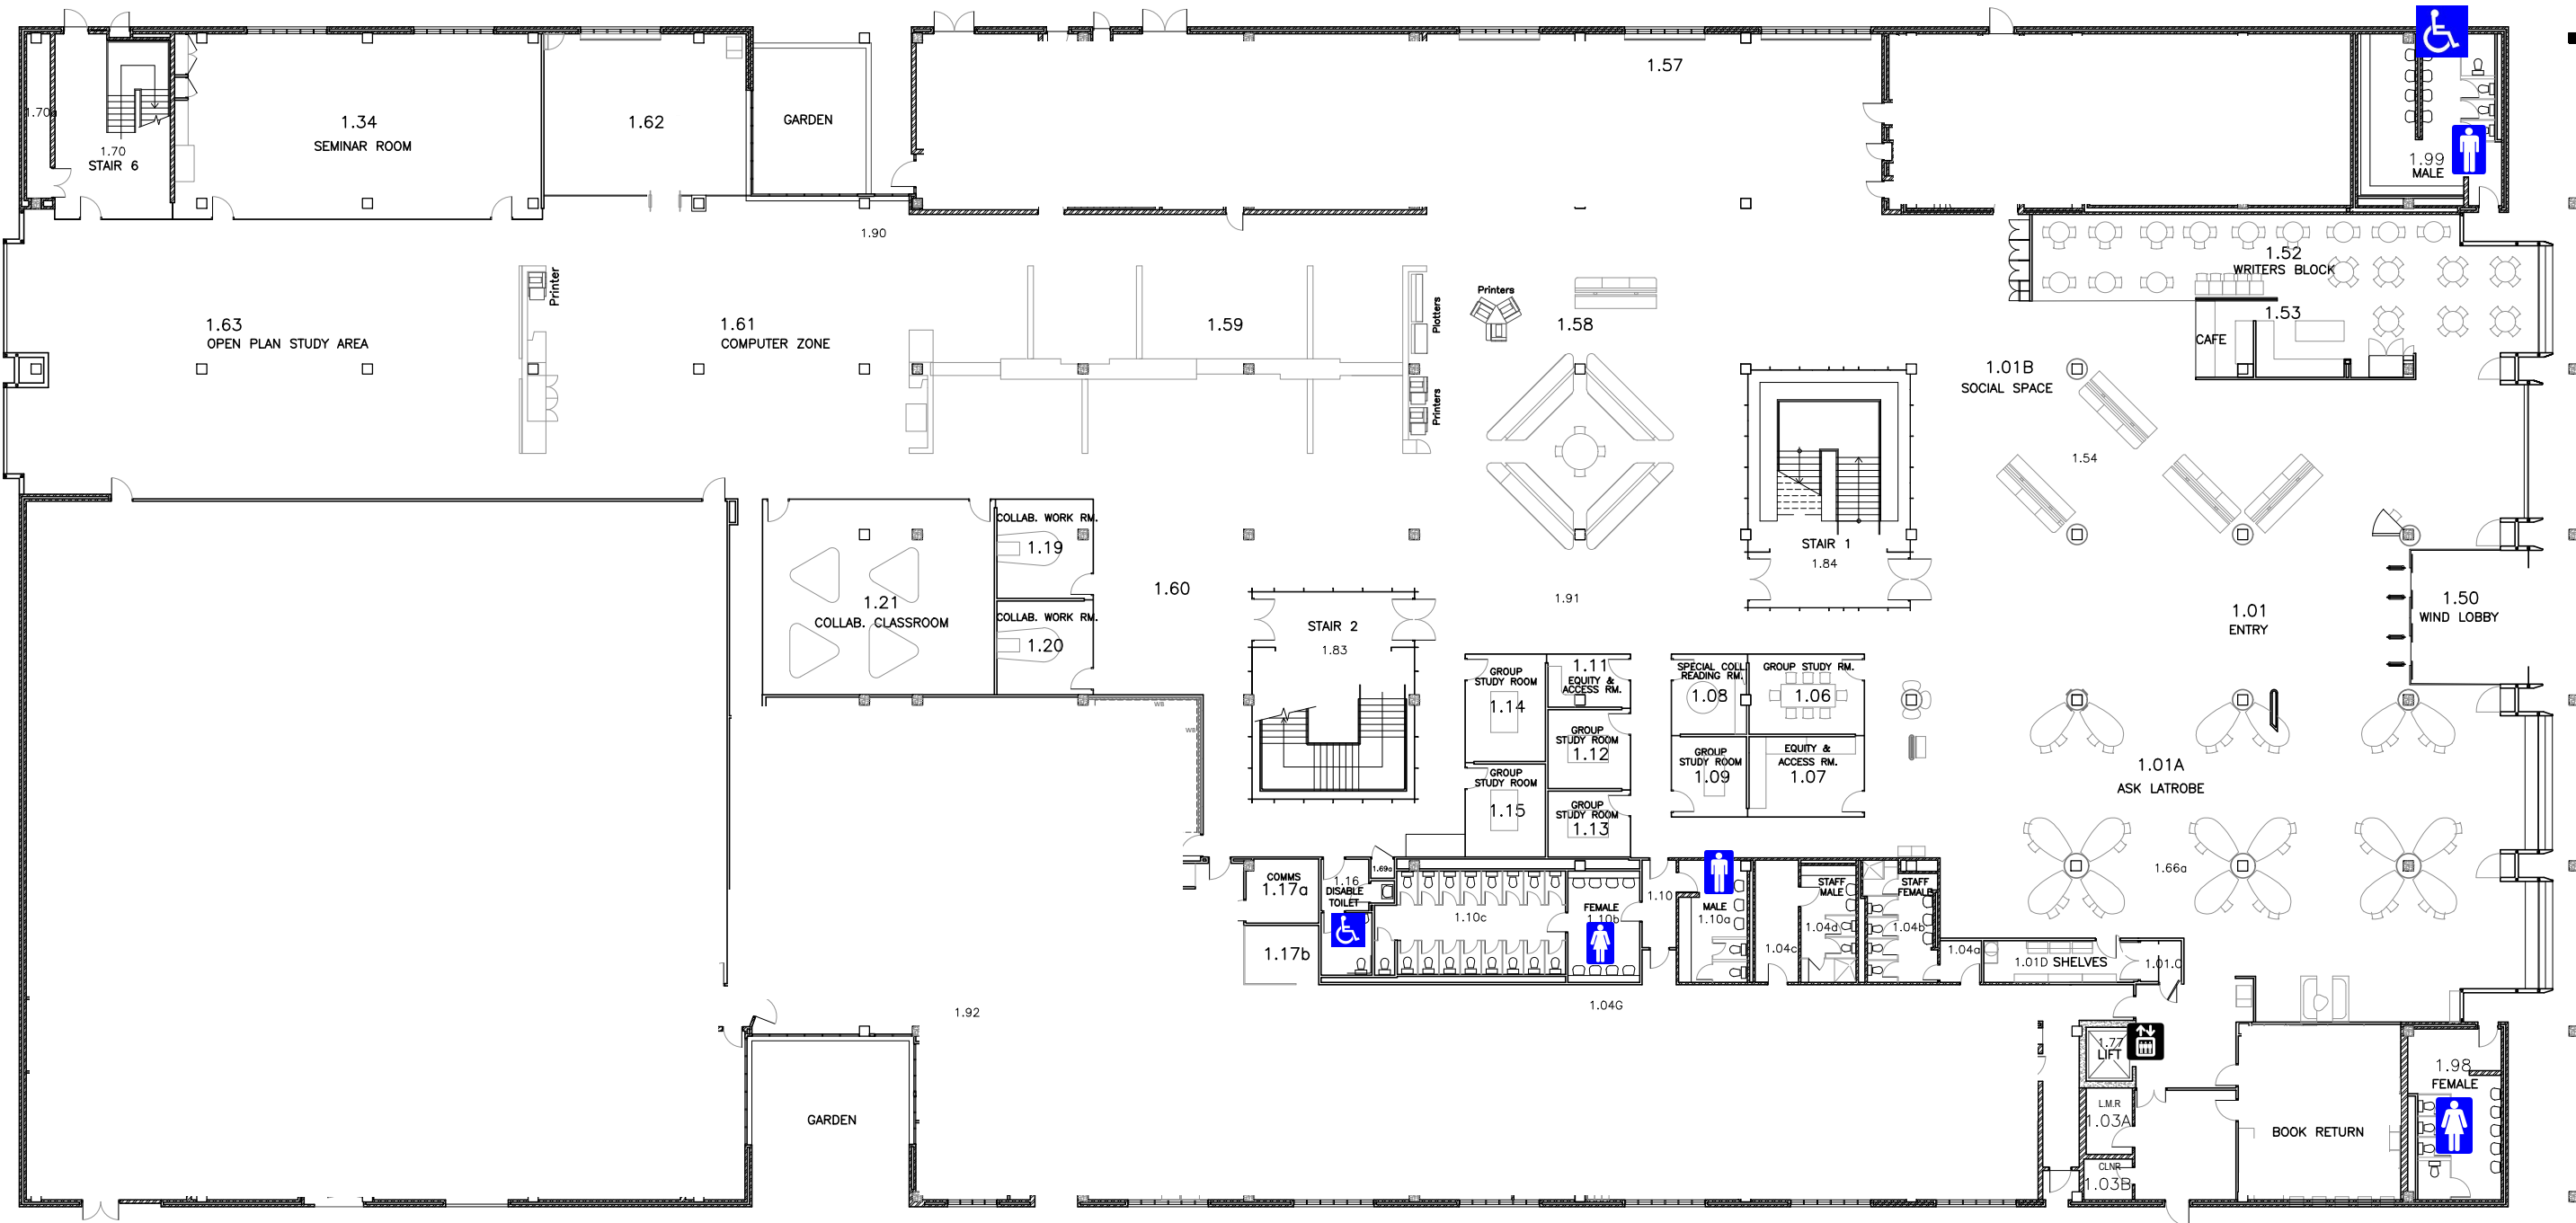 1.70a
1.70
STAIR 6
1.34
SEMINAR ROOM
1.62
GARDEN
1.57
1.99
MALE
1.90
1.63
OPEN PLAN STUDY AREA
Printer
1.61
COMPUTER ZONE
1.59
Plotters
Printers
Printers
1.58
1.52
WRITERS BLOCK
1.53
CAFE
1.01B
SOCIAL SPACE
1.54
COLLAB. WORK RM.
1.19
1.21
COLLAB. CLASSROOM
COLLAB. WORK RM.
1.20
1.60
STAIR 2
1.83
1.91
STAIR 1
1.84
1.01
ENTRY
1.50
WIND LOBBY
WB
WB
GROUP
STUDY ROOM
1.14
1.11
EQUITY &
ACCESS RM.
GROUP
STUDY ROOM
1.12
GROUP
STUDY ROOM
1.15
GROUP
STUDY ROOM
1.13
SPECIAL COLL.
READING RM.
1.08
GROUP STUDY RM.
1.06
GROUP
STUDY ROOM
1.09
EQUITY &
ACCESS RM.
1.07
1.01A
ASK LATROBE
1.66a
COMMS
1.17a
1.17b
1.16
DISABLE
TOILET
1.69a
1.10c
FEMALE
1.10b
1.10
MALE
1.10a
1.04c
STAFF
MALE
1.04d
STAFF
FEMALE
1.04b
1.04a
1.01D SHELVES
1.01.C
1.92
1.04G
GARDEN
1.77
LIFT
L.M.R
1.03A
CLNR
1.03B
BOOK RETURN
1.98
FEMALE